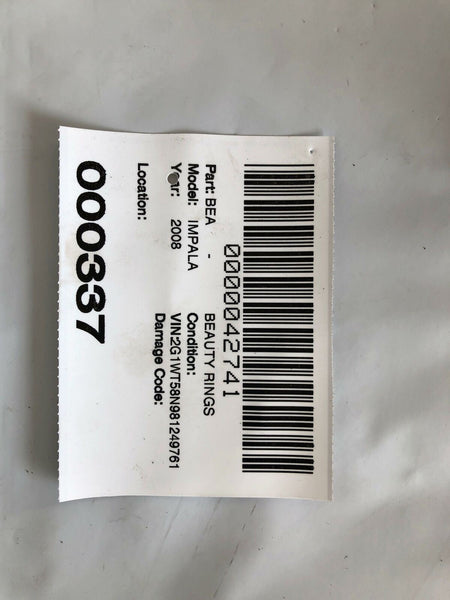 0000042741
Part: BEA - BEAUTY RINGS
Model: IMPALA Condition:
Year: 2008 VIN:2G1WT58N981249761
Damage Code:
Location:
000337